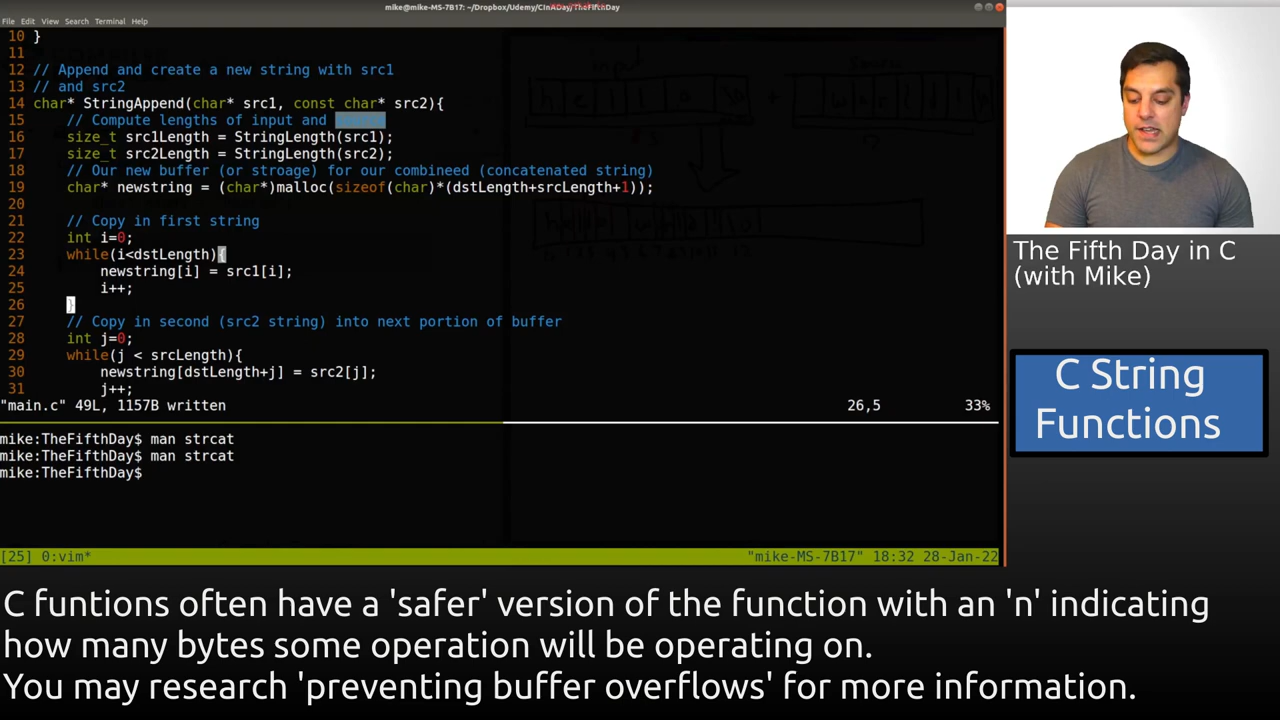 mike@mike-MS-7B17: ~/Dropbox/Udemy/CIn4Day/TheFifthDay
File Edit View Search Terminal Help
10 }
11
12 // Append and create a new string with src1
13 // and src2
14 char* StringAppend(char* src1, const char* src2){
15     // Compute lengths of input and
16     size_t src1Length = StringLength(src1);
17     size_t src2Length = StringLength(src2);
18     // Our new buffer (or stroage) for our combineed (concatenated string)
19     char* newstring = (char*)malloc(sizeof(char)*(dstLength+srcLength+1));
20
21     // Copy in first string
22     int i=0;
23     while(i<dstLength){
24         newstring[i] = src1[i];
25         i++;
26     }
27     // Copy in second (src2 string) into next portion of buffer
28     int j=0;
29     while(j < srcLength){
30         newstring[dstLength+j] = src2[j];
31         j++;
"main.c" 49L, 1157B written 26,5 33%
mike:TheFifthDay$ man strcat
mike:TheFifthDay$ man strcat
mike:TheFifthDay$
[25] 0:vim* "mike-MS-7B17" 18:32 28-Jan-22
The Fifth Day in C
(with Mike)
C String
Functions
C funtions often have a 'safer' version of the function with an 'n' indicating
how many bytes some operation will be operating on.
You may research 'preventing buffer overflows' for more information.